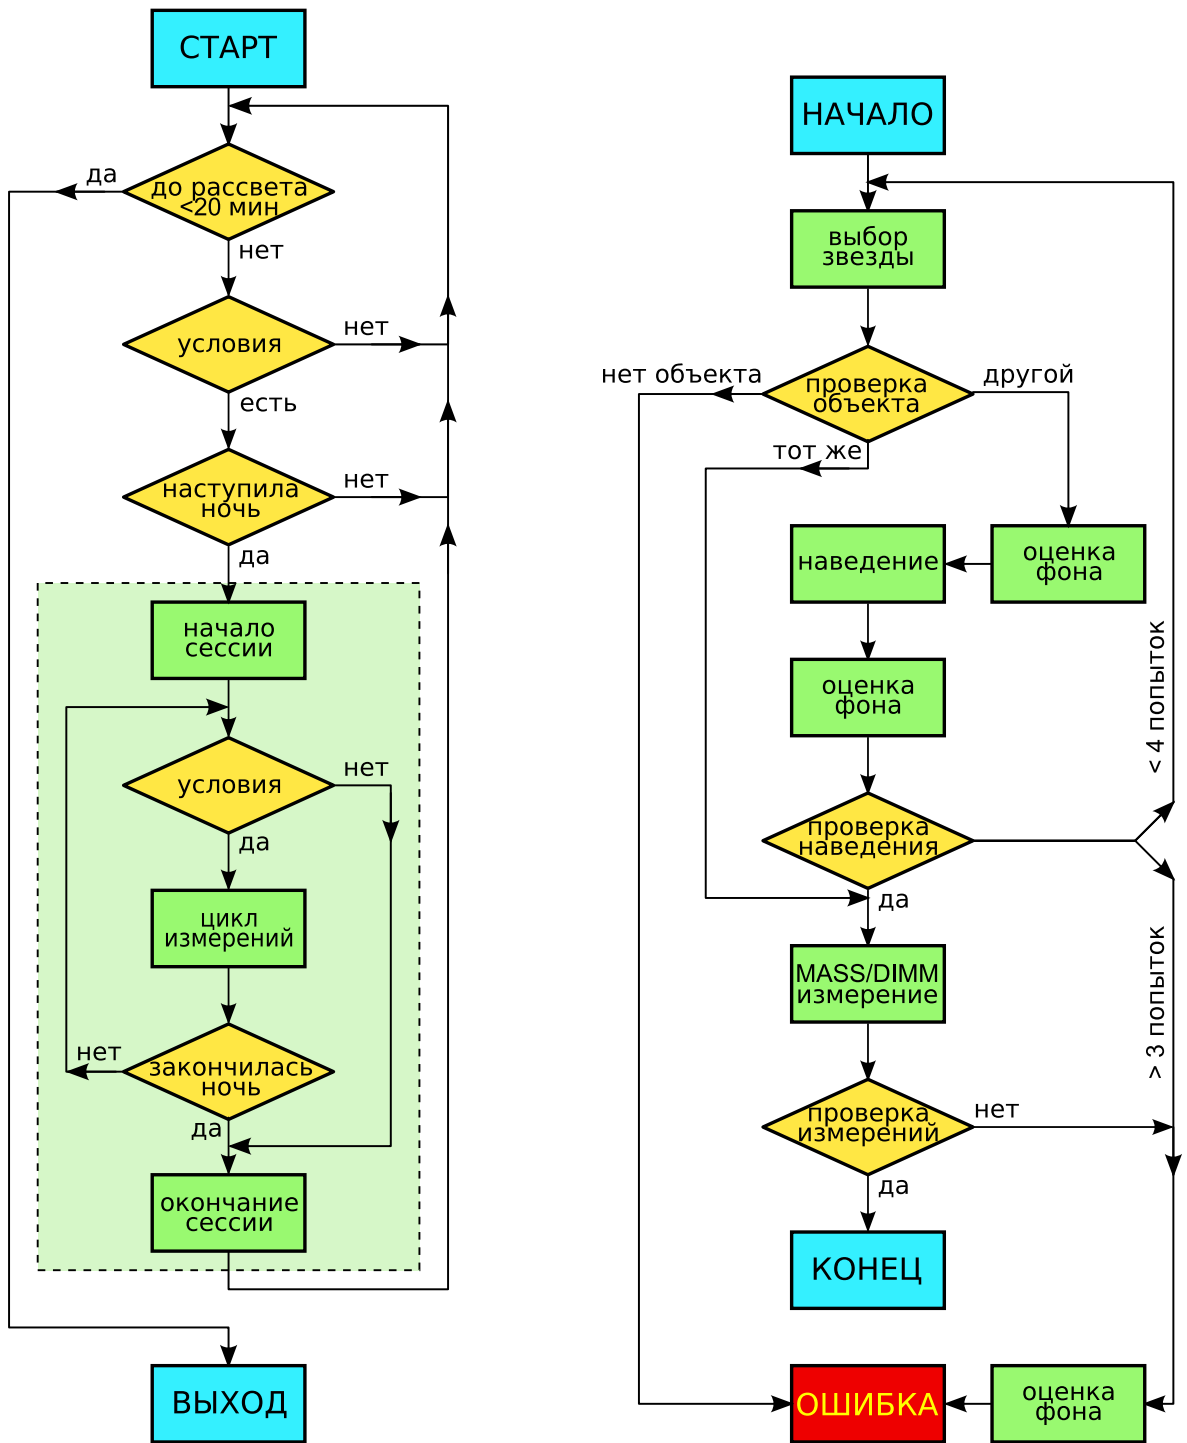 СТАРТ
да
до рассвета
<20 мин
нет
условия
нет
есть
наступила
ночь
нет
да
начало
сессии
условия
нет
да
цикл
измерений
нет
закончилась
ночь
да
окончание
сессии
ВЫХОД
НАЧАЛО
выбор
звезды
нет объекта
проверка
объекта
другой
тот же
наведение
оценка
фона
оценка
фона
< 4 попыток
проверка
наведения
да
MASS/DIMM
измерение
> 3 попыток
проверка
измерений
нет
да
КОНЕЦ
ОШИБКА
оценка
фона